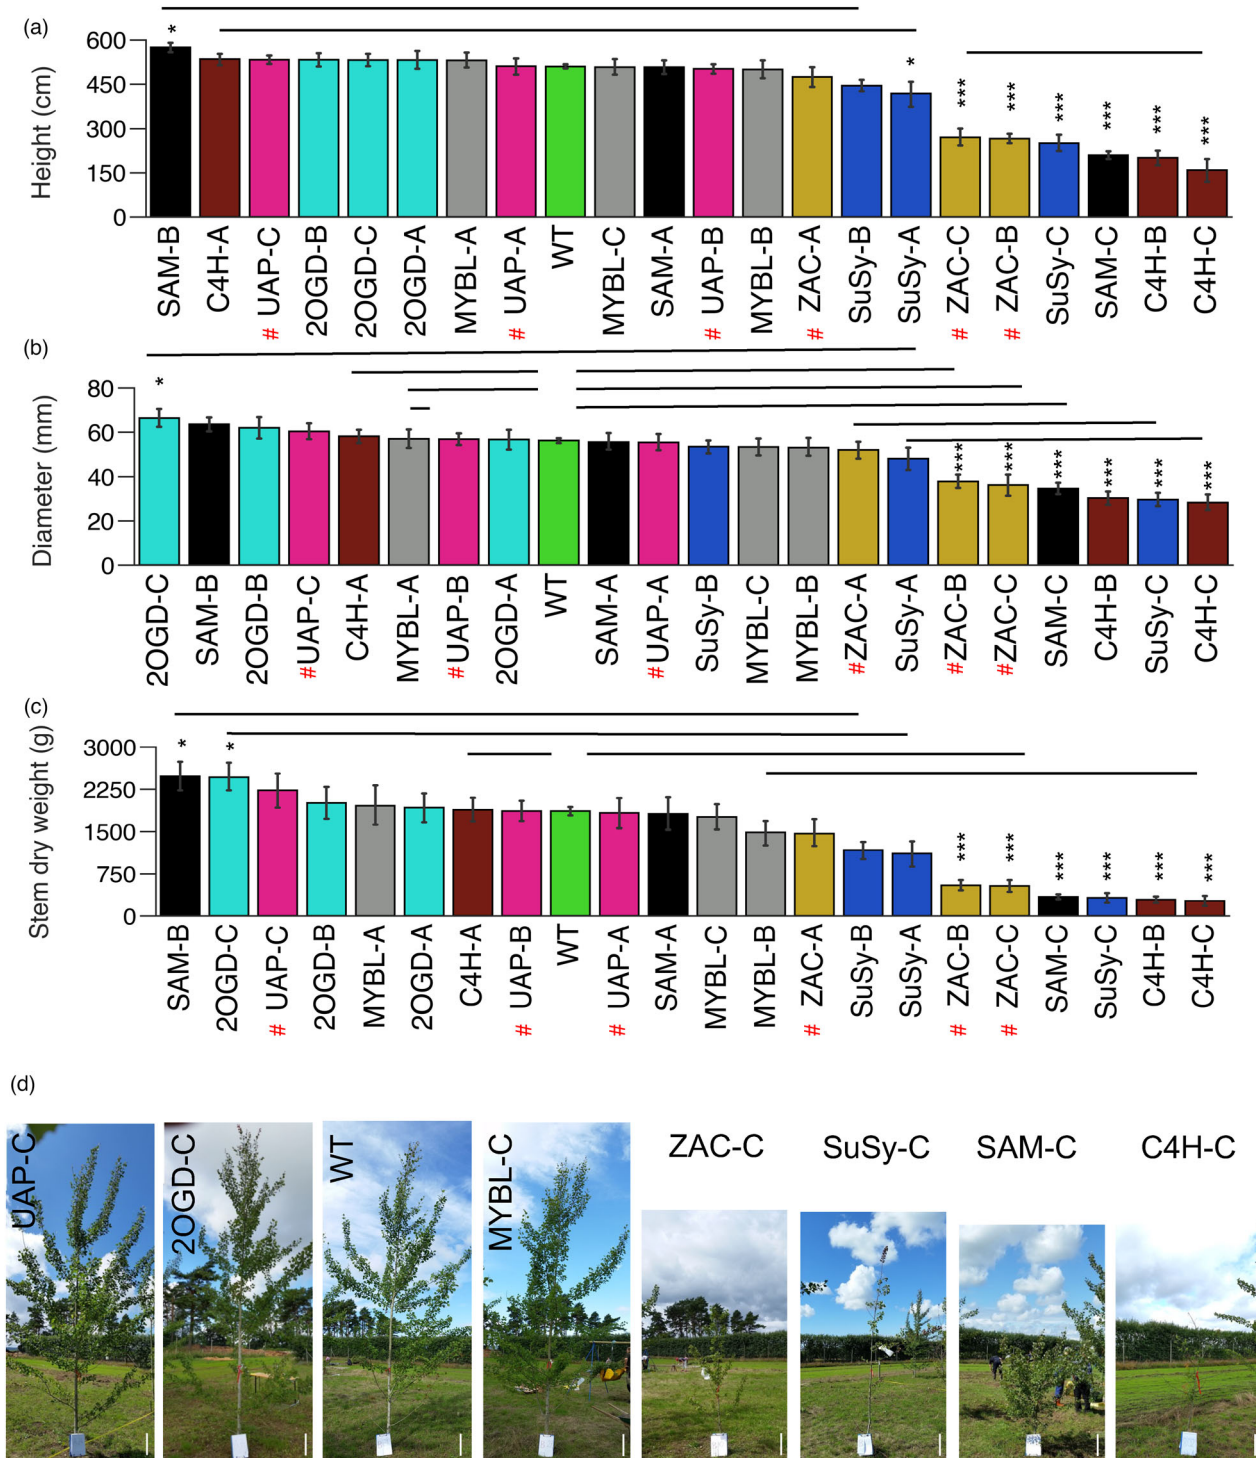 (a)
Height (cm)
600
450
300
150
0
* * *** *** *** *** *** ***
SAM-B
C4H-A
# UAP-C
2OGD-B
2OGD-C
2OGD-A
MYBL-A
# UAP-A
WT
MYBL-C
SAM-A
# UAP-B
MYBL-B
# ZAC-A
SuSy-B
SuSy-A
# ZAC-C
# ZAC-B
SuSy-C
SAM-C
C4H-B
C4H-C
(b)
Diameter (mm)
80
60
40
20
0
* *** *** *** *** *** ***
2OGD-C
SAM-B
2OGD-B
#UAP-C
C4H-A
MYBL-A
#UAP-B
2OGD-A
WT
SAM-A
#UAP-A
SuSy-B
MYBL-C
MYBL-B
#ZAC-A
SuSy-A
#ZAC-B
#ZAC-C
SAM-C
C4H-B
SuSy-C
C4H-C
(c)
Stem dry weight (g)
3000
2250
1500
750
0
* * *** *** *** *** *** ***
SAM-B
2OGD-C
# UAP-C
2OGD-B
MYBL-A
2OGD-A
C4H-A
# UAP-B
WT
# UAP-A
SAM-A
MYBL-C
MYBL-B
# ZAC-A
SuSy-B
SuSy-A
# ZAC-B
# ZAC-C
SAM-C
SuSy-C
C4H-B
C4H-C
(d)
UAP-C
2OGD-C
WT
MYBL-C
ZAC-C
SuSy-C
SAM-C
C4H-C